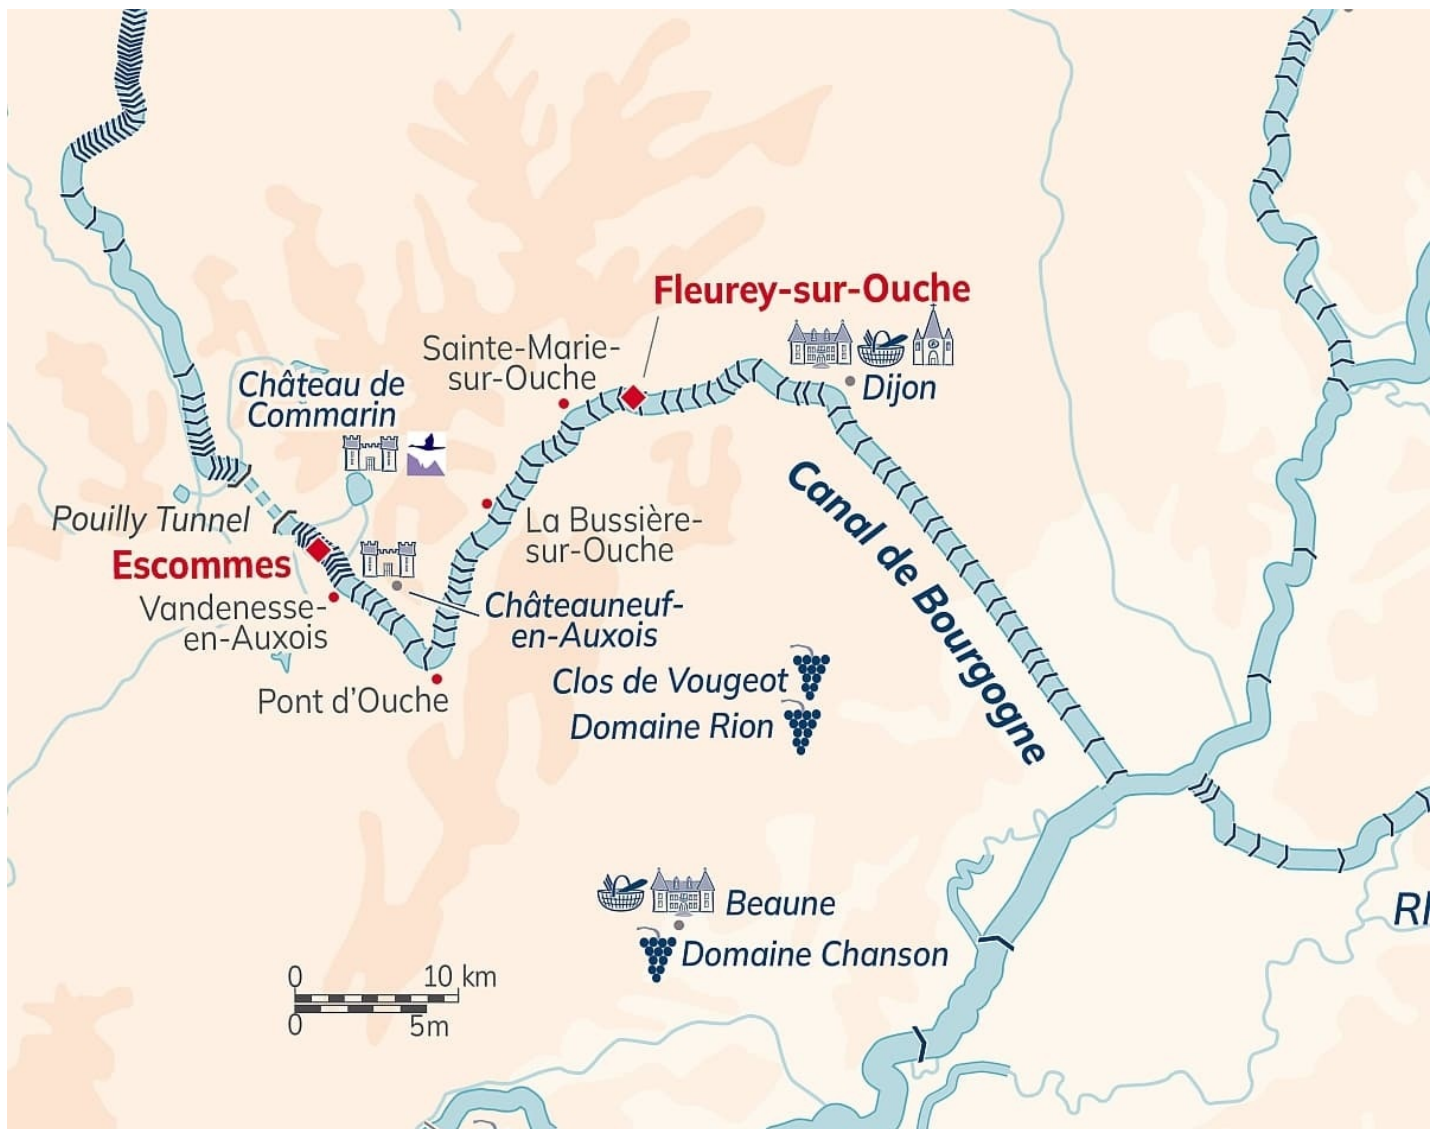 Fleurey-sur-Ouche
Sainte-Marie-
sur-Ouche
Dijon
Château de
Commarin
Canal de Bourgogne
Pouilly Tunnel
La Bussière-
sur-Ouche
Escommes
Vandenesse-
en-Auxois
Châteauneuf-
en-Auxois
Pont d'Ouche
Clos de Vougeot
Domaine Rion
Beaune
Domaine Chanson
0 10 km
0 5m